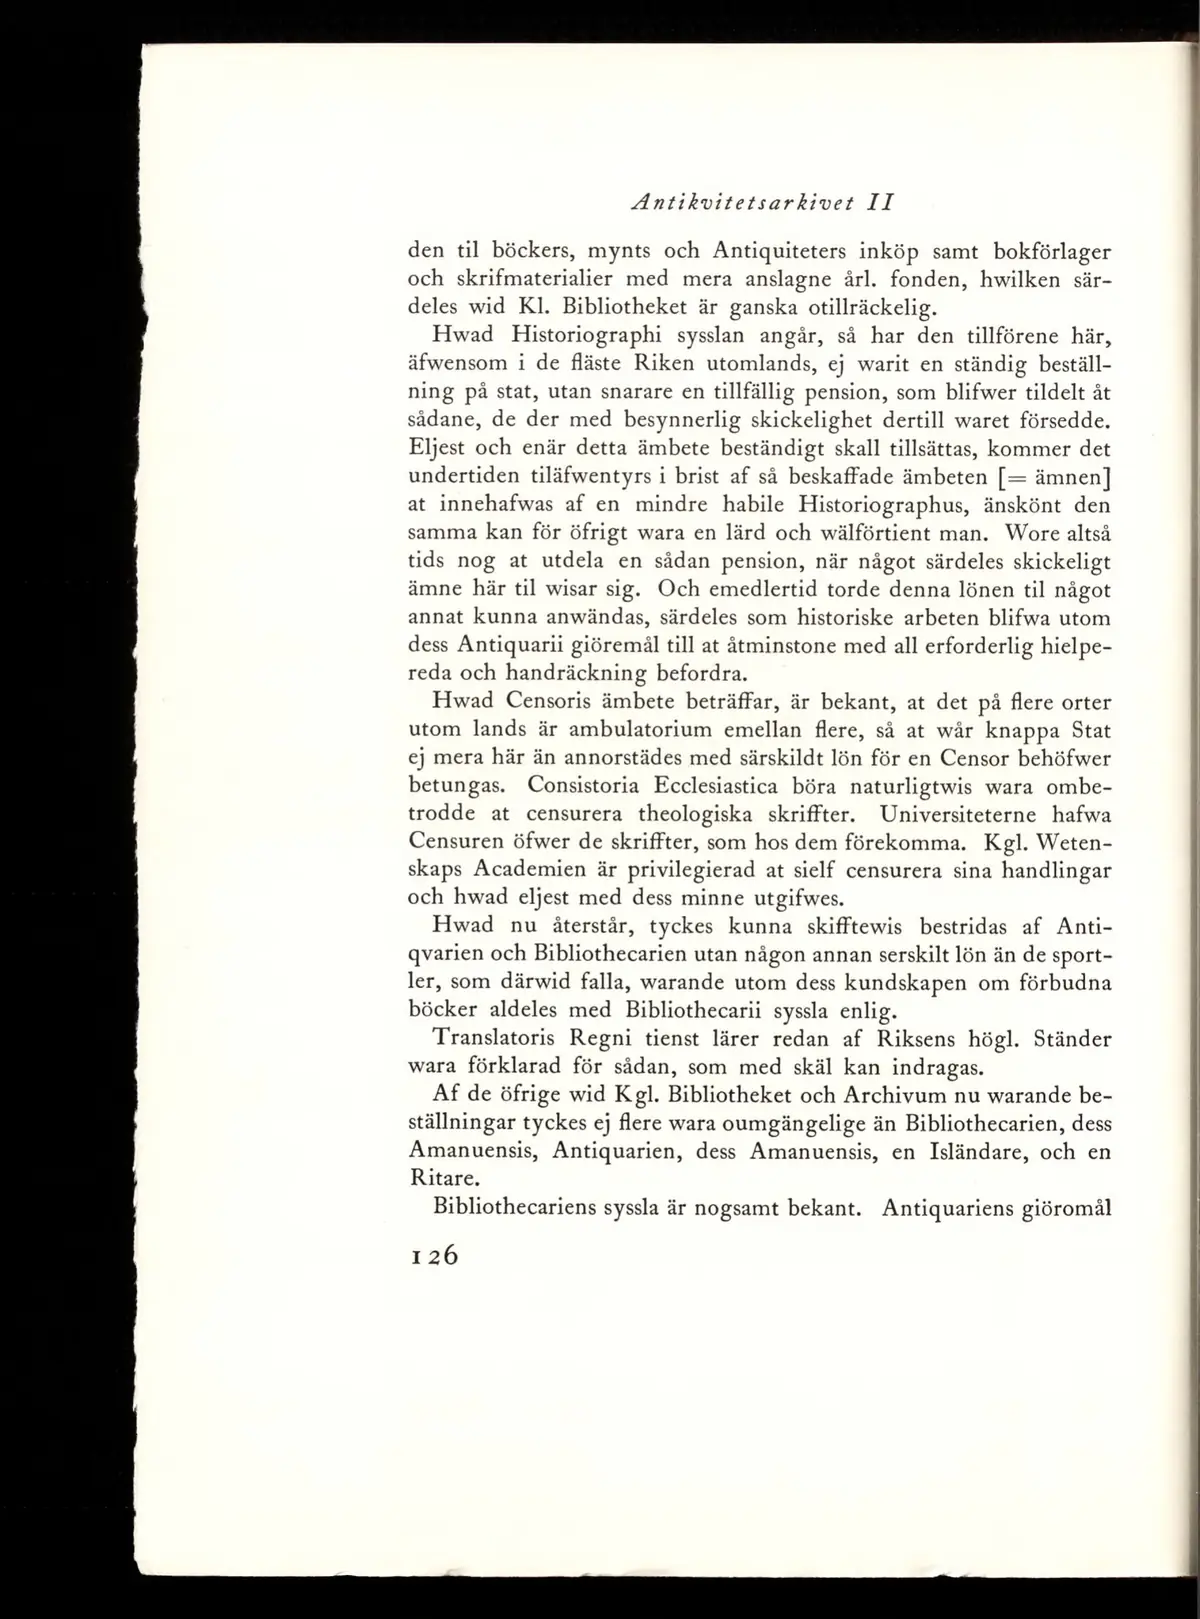 Antikvitetsarkivet II
den til böckers, mynts och Antiquiteters inköp samt bokförlager
och skrifmaterialier med mera anslagne årl. fonden, hwilken sär-
deles wid Kl. Bibliotheket är ganska otillräckelig.
Hwad Historiographi sysslan angår, så har den tillförene här,
äfwensom i de fläste Riken utomlands, ej warit en ständig beställ-
ning på stat, utan snarare en tillfällig pension, som blifwer tildelt åt
sådane, de der med besynnerlig skickelighet dertill waret försedde.
Eljest och enär detta ämbete beständigt skall tillsättas, kommer det
undertiden tiläfwentyrs i brist af så beskaffade ämbeten [= ämnen]
at innehafwas af en mindre habile Historiographus, änskönt den
samma kan för öfrigt wara en lärd och wälförtient man. Wore altså
tids nog at utdela en sådan pension, när något särdeles skickeligt
ämne här til wisar sig. Och emedlertid torde denna lönen til något
annat kunna anwändas, särdeles som historiske arbeten blifwa utom
dess Antiquarii giöremål till at åtminstone med all erforderlig hielpe-
reda och handräckning befordra.
Hwad Censoris ämbete beträffar, är bekant, at det på flere orter
utom lands är ambulatorium emellan flere, så at wår knappa Stat
ej mera här än annorstädes med särskildt lön för en Censor behöfwer
betungas. Consistoria Ecclesiastica böra naturligtwis wara ombe-
trodde at censurera theologiska skriffter. Universiteterne hafwa
Censuren öfwer de skriffter, som hos dem förekomma. Kgl. Weten-
skaps Academien är privilegierad at sielf censurera sina handlingar
och hwad eljest med dess minne utgifwes.
Hwad nu återstår, tyckes kunna skifftewis bestridas af Anti-
qvarien och Bibliothecarien utan någon annan serskilt lön än de sport-
ler, som därwid falla, warande utom dess kundskapen om förbudna
böcker aldeles med Bibliothecarii syssla enlig.
Translatoris Regni tienst lärer redan af Riksens högl. Ständer
wara förklarad för sådan, som med skäl kan indragas.
Af de öfrige wid Kgl. Bibliotheket och Archivum nu warande be-
ställningar tyckes ej flere wara oumgängelige än Bibliothecarien, dess
Amanuensis, Antiquarien, dess Amanuensis, en Isländare, och en
Ritare.
Bibliothecariens syssla är nogsamt bekant. Antiquariens giöromål
126